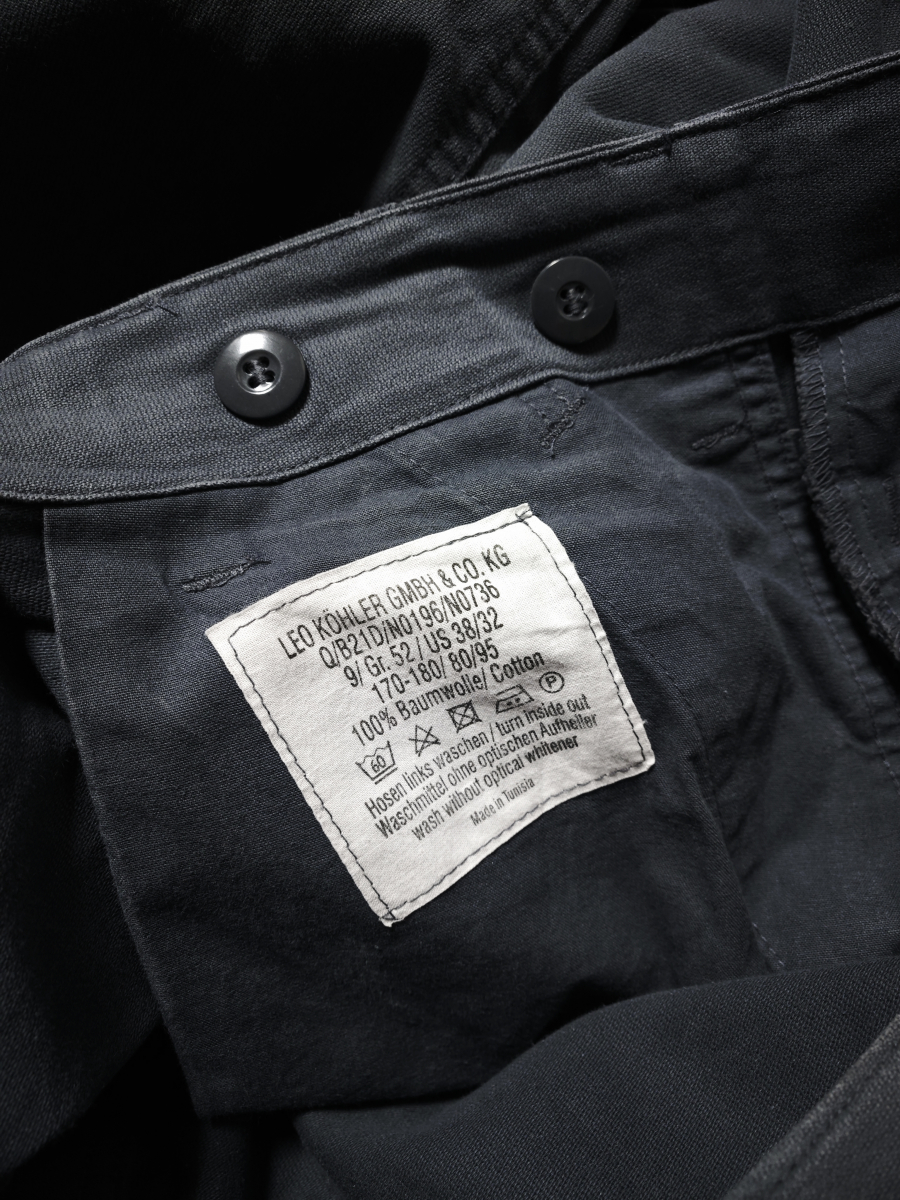 LEO KÖHLER GMBH & CO. KG
Q/B21D/N0196/N0736
9/ Gr. 52 / US 38/32
170-180/ 80/95
100% Baumwolle/ Cotton
60 P
Hosen links waschen / turn inside out
Waschmittel ohne optischen Aufheller
wash without optical whitener
Made in Tunisia